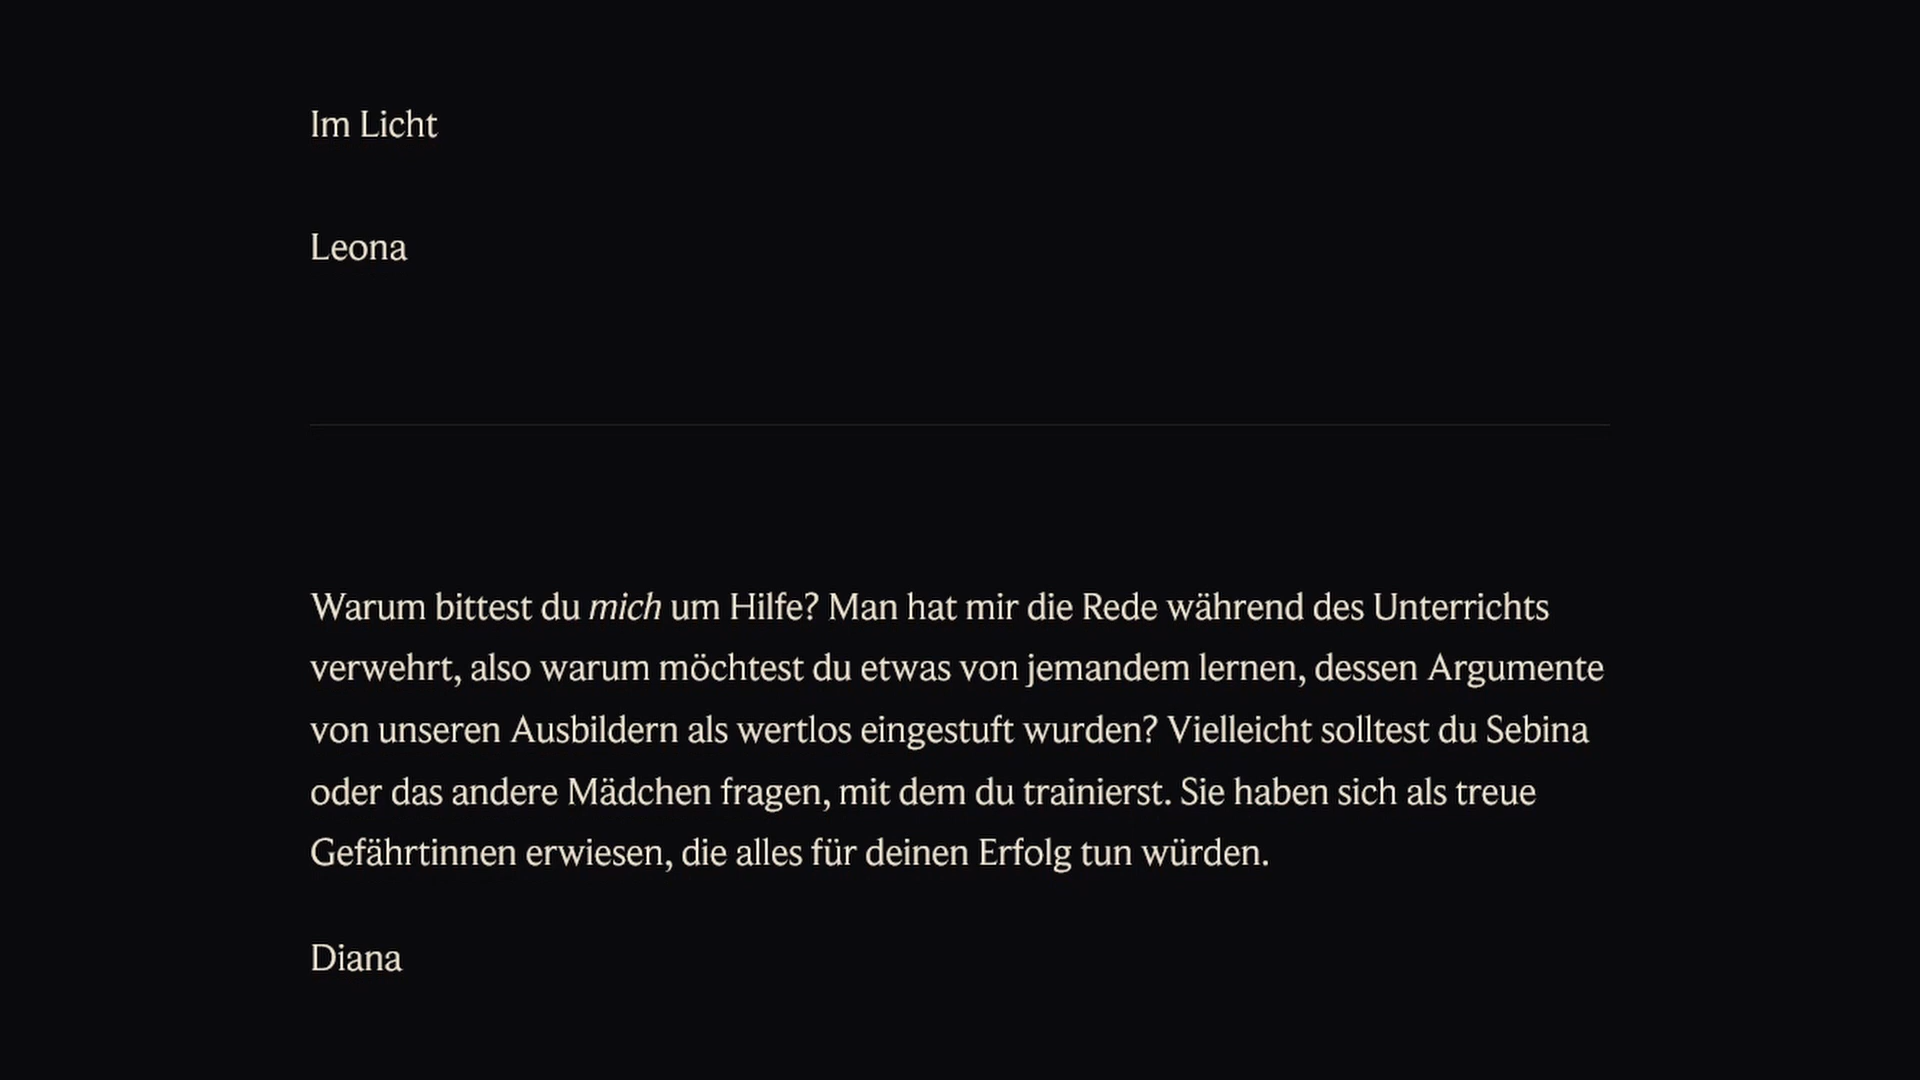 Im Licht
Leona
Warum bittest du mich um Hilfe? Man hat mir die Rede während des Unterrichts
verwehrt, also warum möchtest du etwas von jemandem lernen, dessen Argumente
von unseren Ausbildern als wertlos eingestuft wurden? Vielleicht solltest du Sebina
oder das andere Mädchen fragen, mit dem du trainierst. Sie haben sich als treue
Gefährtinnen erwiesen, die alles für deinen Erfolg tun würden.
Diana